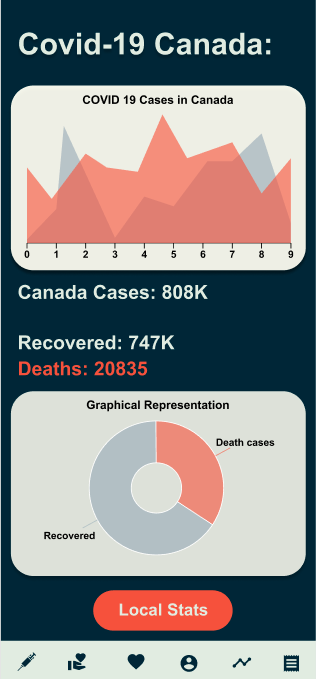 Covid-19 Canada:
COVID 19 Cases in Canada
0 1 2 3 4 5 6 7 8 9
Canada Cases: 808K
Recovered: 747K
Deaths: 20835
Graphical Representation
Death cases
Recovered
Local Stats